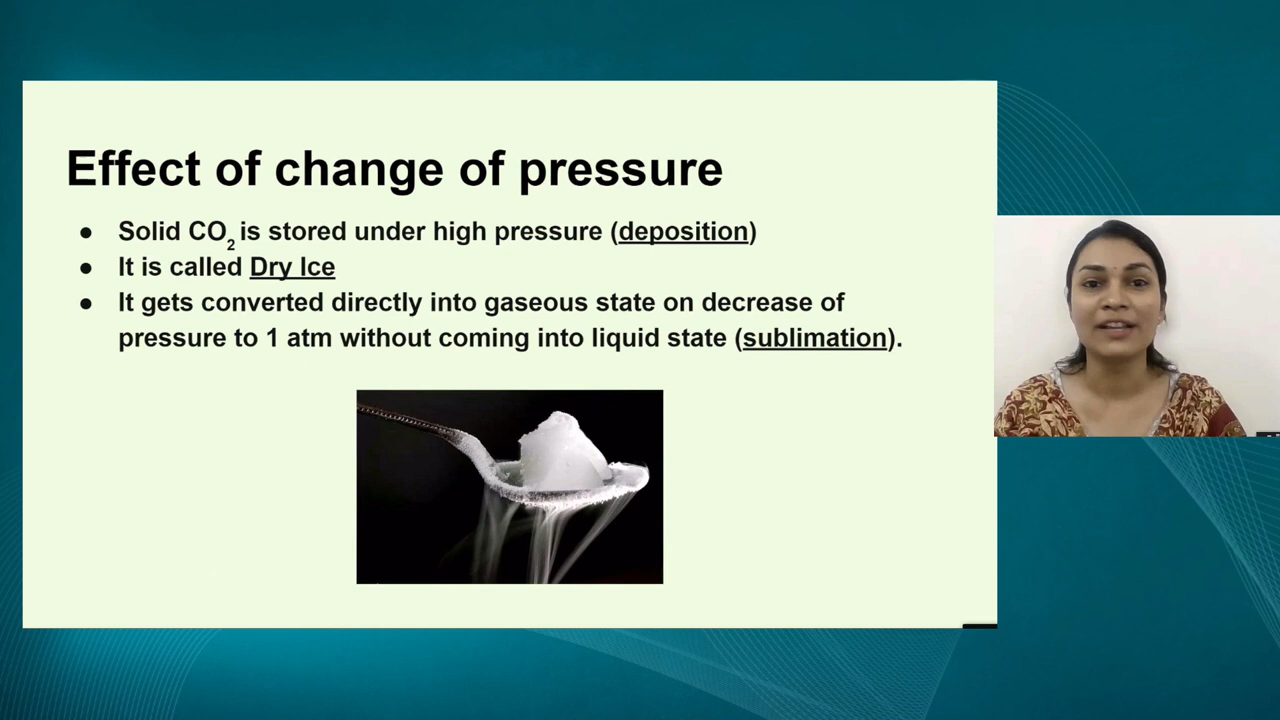 Effect of change of pressure
● Solid CO₂ is stored under high pressure (deposition)
● It is called Dry Ice
● It gets converted directly into gaseous state on decrease of
pressure to 1 atm without coming into liquid state (sublimation).